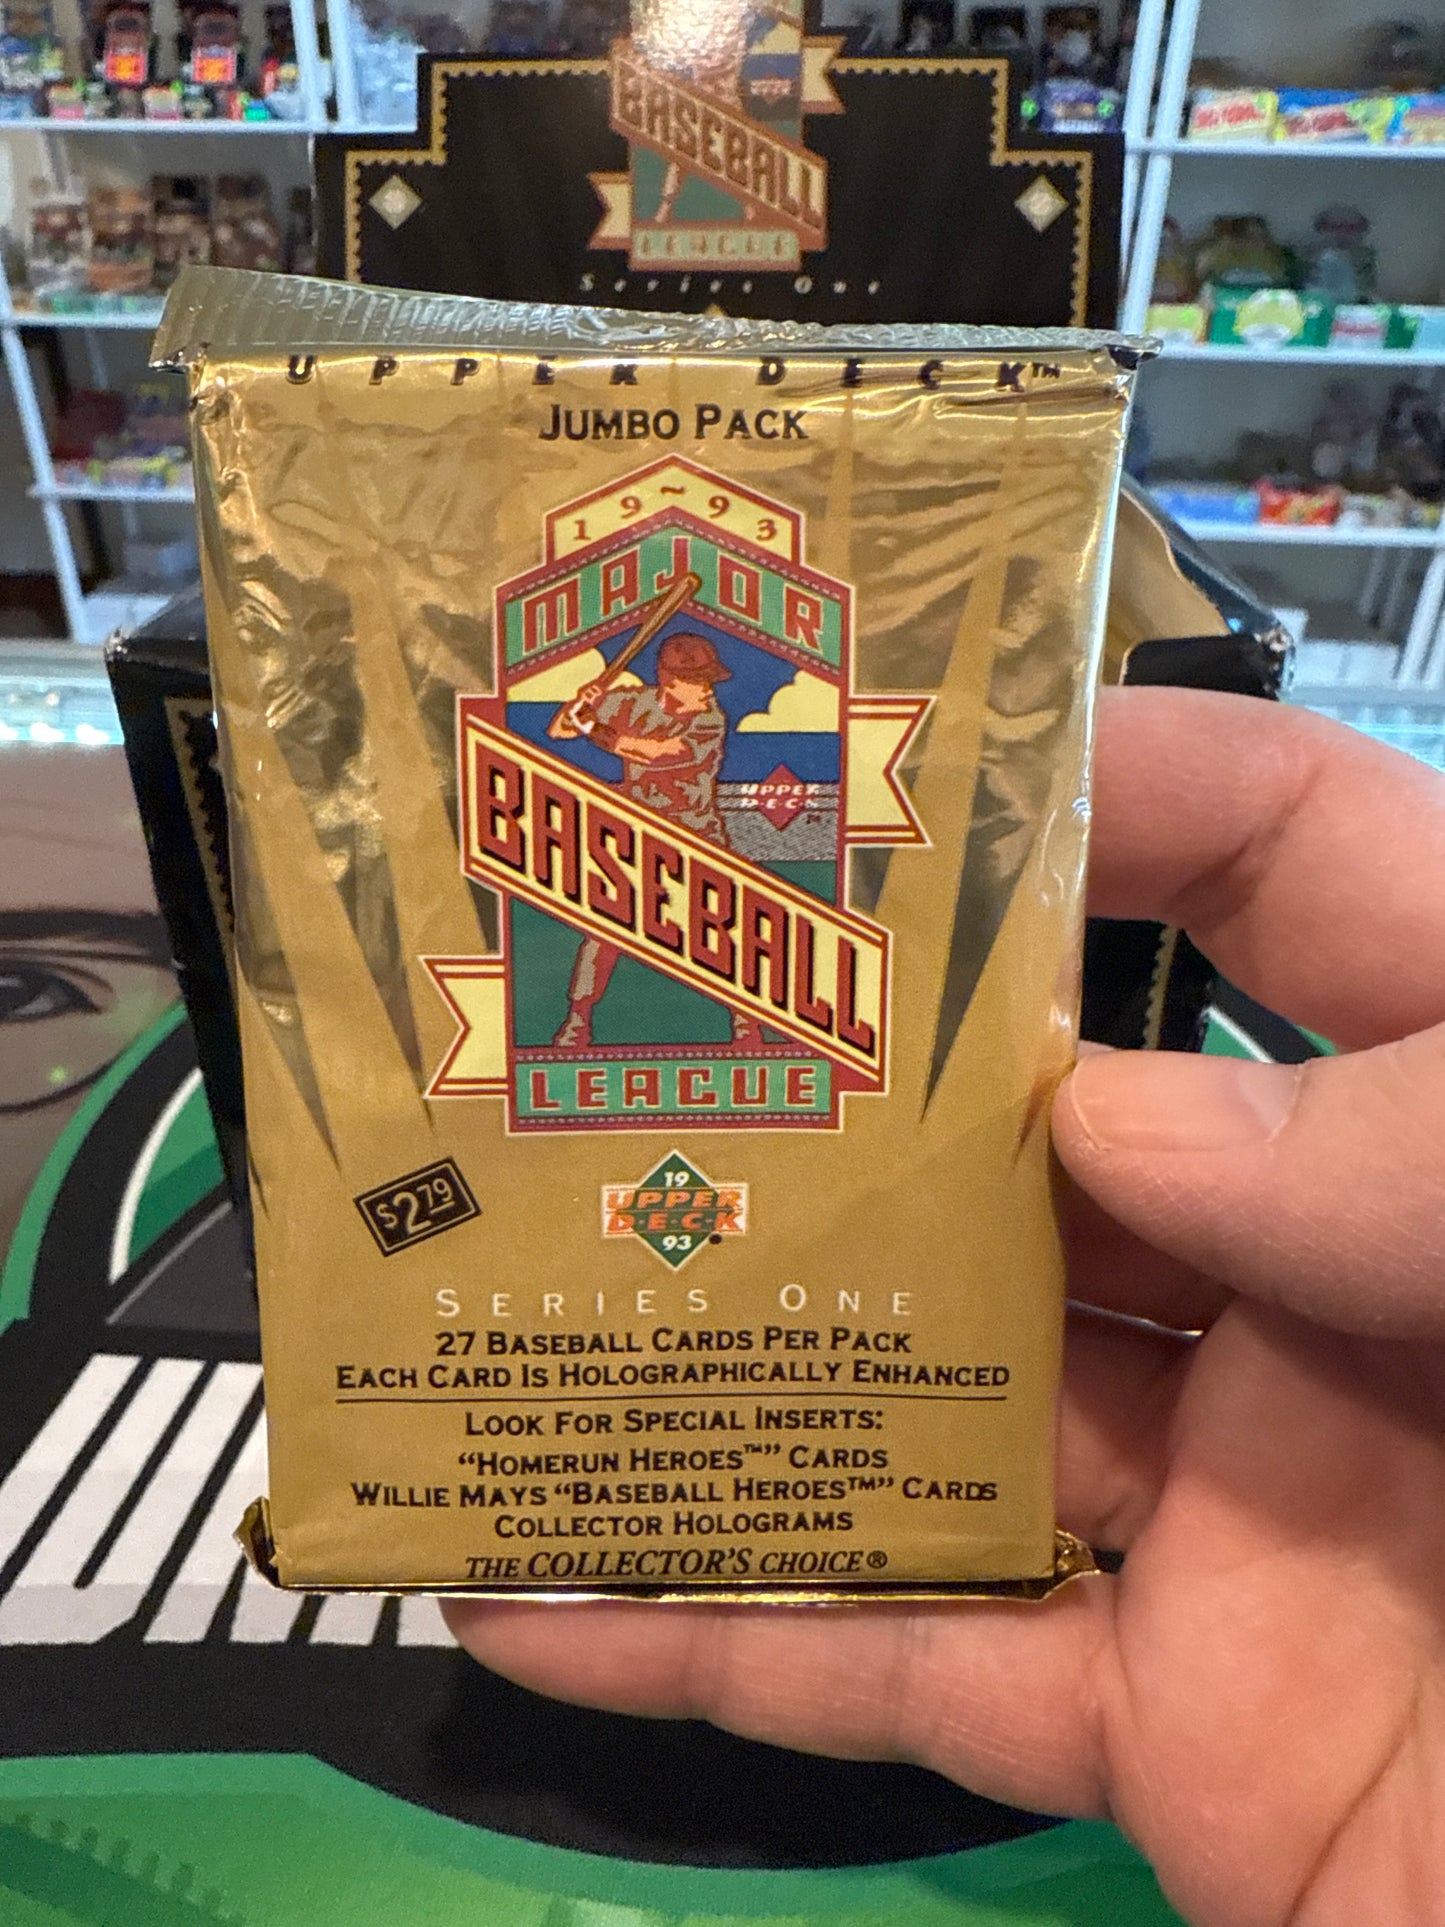 BASEBALL
LEAGUE
Series One
UPPER DECK™
JUMBO PACK
19~93
MAJOR
UPPER
D·E·C·K
BASEBALL
LEAGUE
$2.79
19
UPPER
D·E·C·K
93
SERIES ONE
27 BASEBALL CARDS PER PACK
EACH CARD IS HOLOGRAPHICALLY ENHANCED
LOOK FOR SPECIAL INSERTS:
“HOMERUN HEROES™” CARDS
WILLIE MAYS “BASEBALL HEROES™” CARDS
COLLECTOR HOLOGRAMS
THE COLLECTOR'S CHOICE®